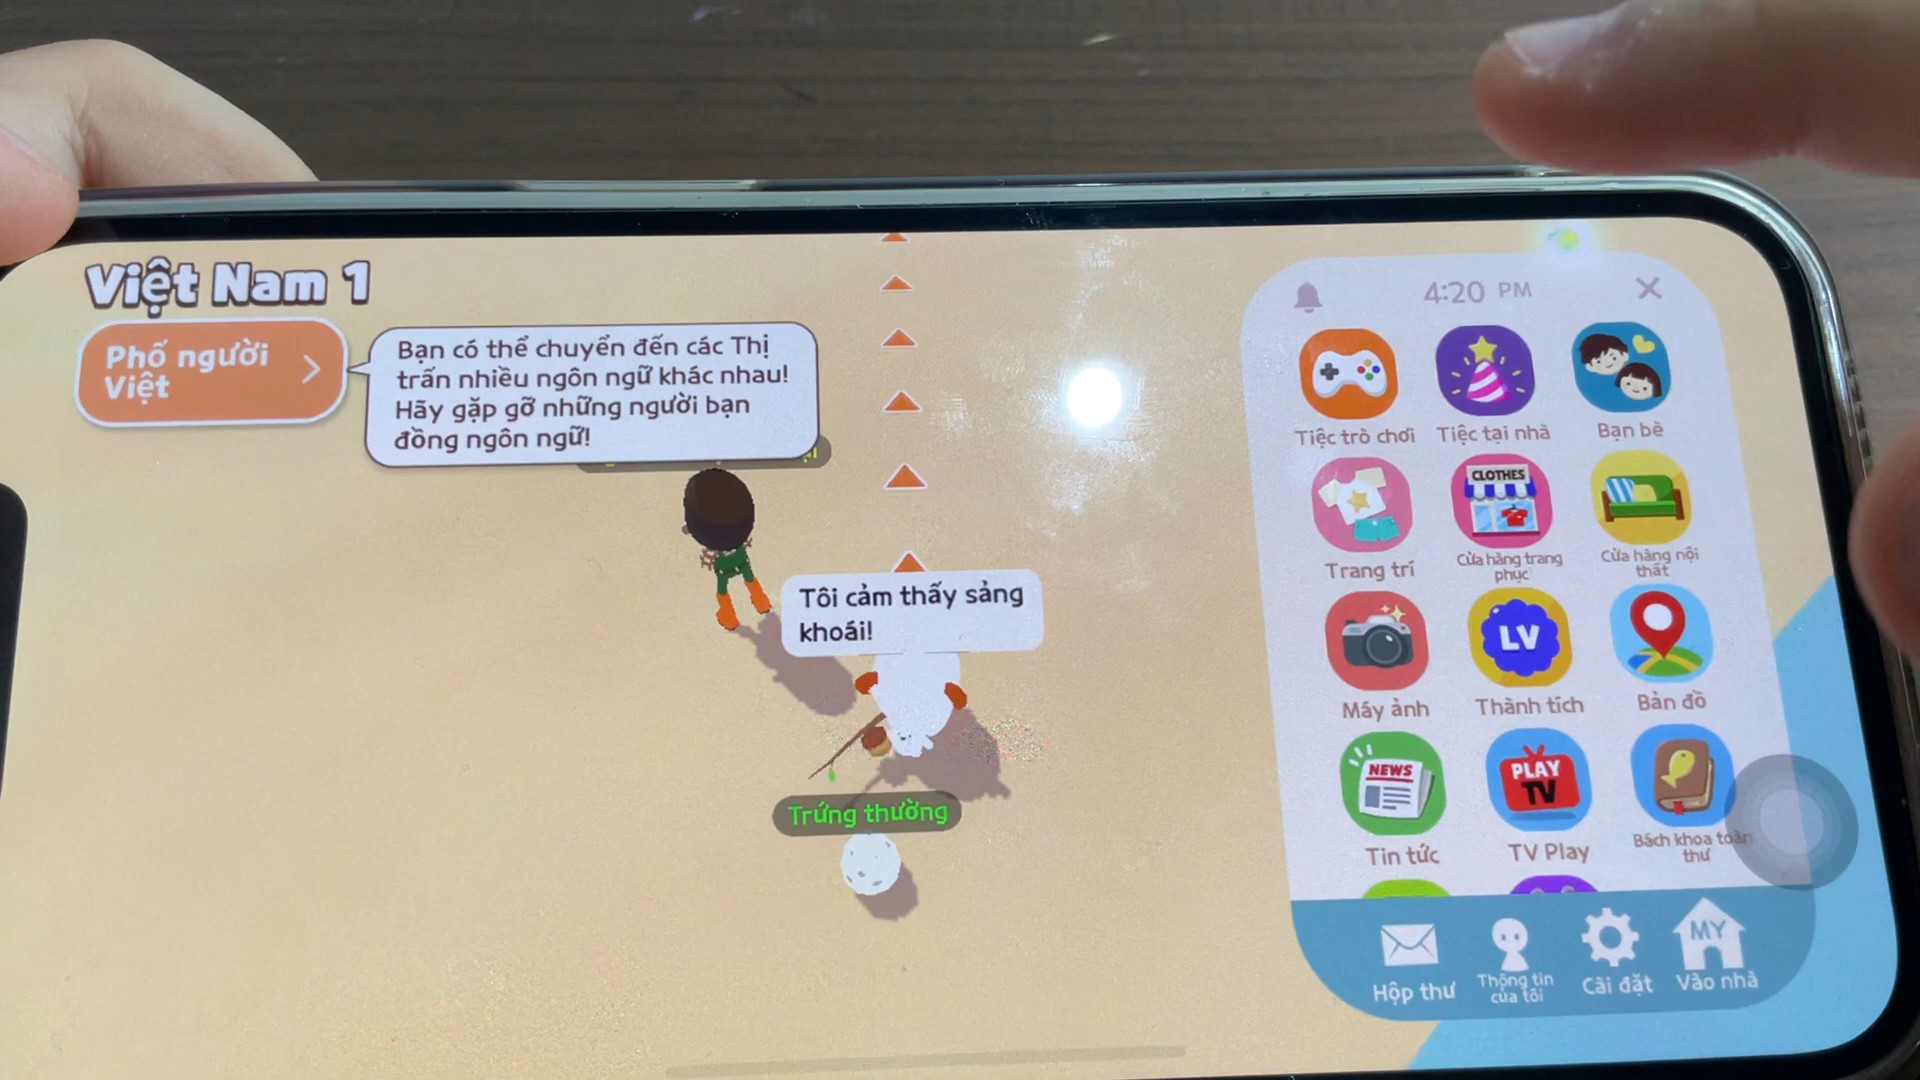 Việt Nam 1
Phố người
Việt
Bạn có thể chuyển đến các Thị
trấn nhiều ngôn ngữ khác nhau!
Hãy gặp gỡ những người bạn
đồng ngôn ngữ!
Tôi cảm thấy sảng
khoái!
Trứng thường
4:20 PM
Tiệc trò chơi
Tiệc tại nhà
Bạn bè
CLOTHES
Trang trí
Cửa hàng trang
phục
Cửa hàng nội
thất
LV
Máy ảnh
Thành tích
Bản đồ
NEWS
PLAY
TV
Tin tức
TV Play
Bách khoa toàn
thư
MY
Hộp thư
Thông tin
của tôi
Cài đặt
Vào nhà